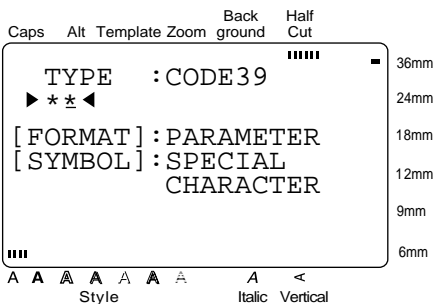 Back Half
Caps Alt Template Zoom ground Cut
TYPE :CODE39
▶**◀
[FORMAT]:PARAMETER
[SYMBOL]:SPECIAL
CHARACTER
36mm
24mm
18mm
12mm
9mm
6mm
A A A A A A A A <
Style Italic Vertical